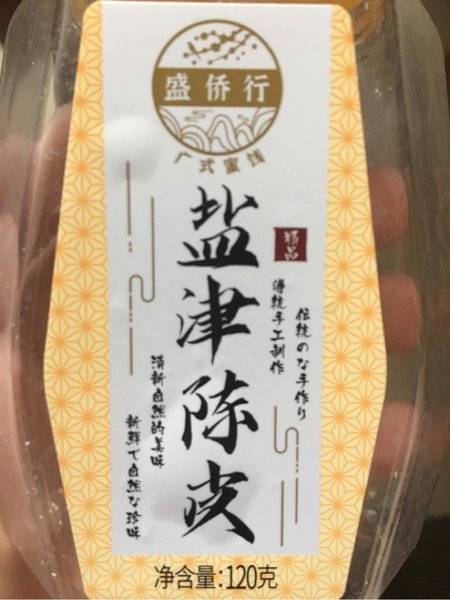 盛侨行
广式蜜饯
盐津陈皮
精品
伝統のな手作り
傳統手工制作
清新自然的美味
新鮮で自然な珍味
净含量:120克